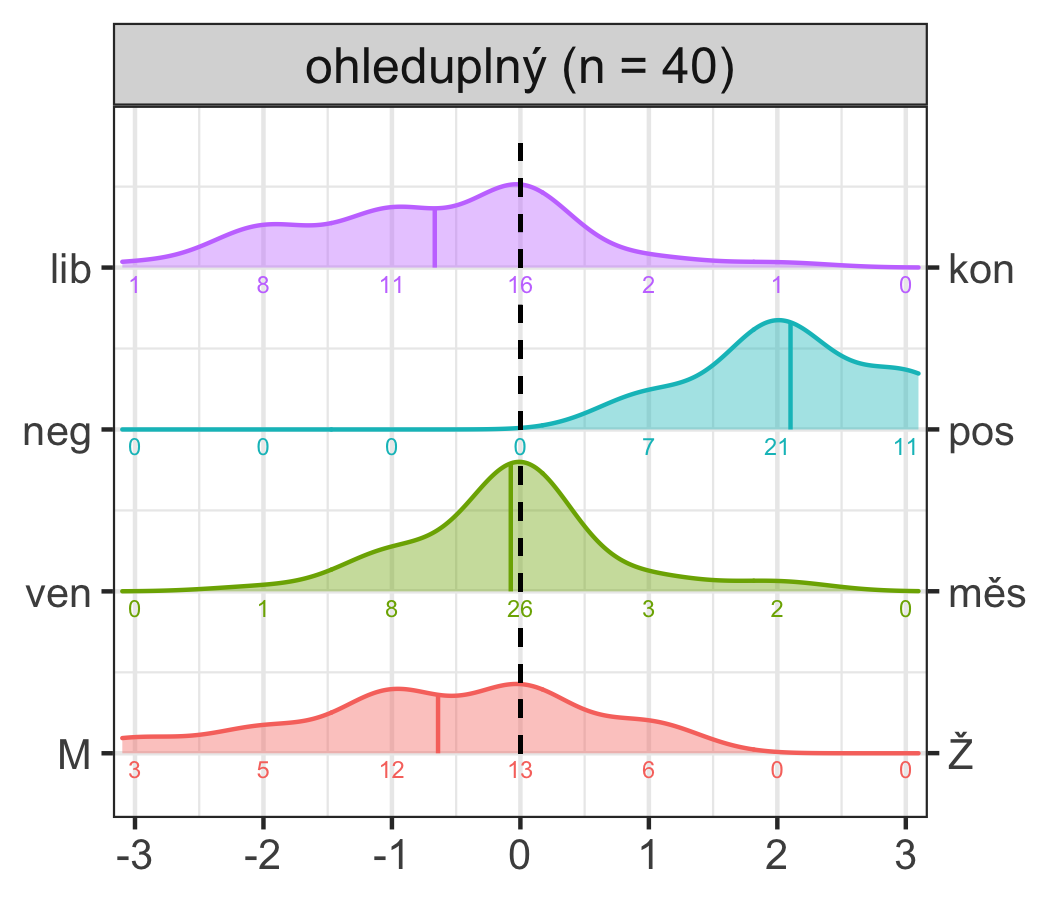 ohleduplný (n = 40)
lib kon
1 8 11 16 2 1 0
neg pos
0 0 0 0 7 21 11
ven měs
0 1 8 26 3 2 0
M Ž
3 5 12 13 6 0 0
-3 -2 -1 0 1 2 3